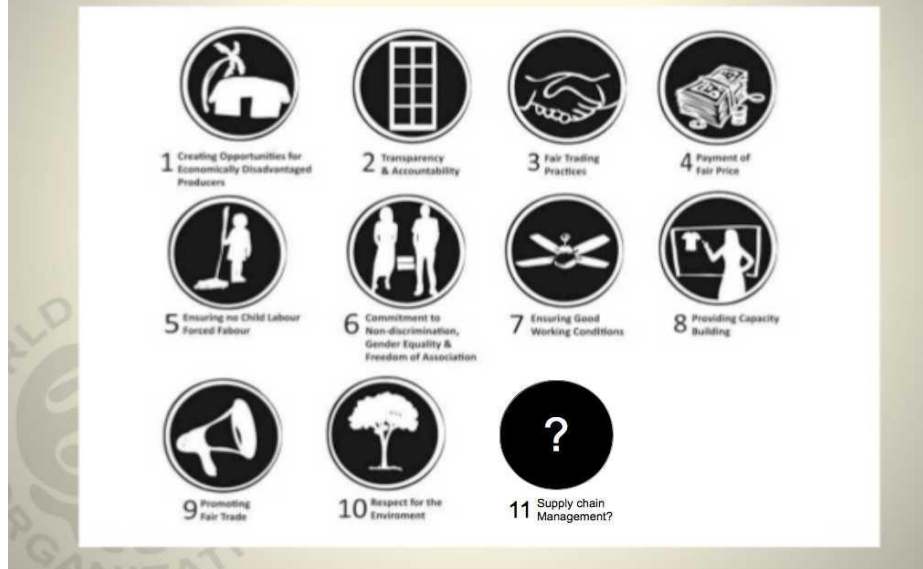 1 Creating Opportunities for
Economically Disadvantaged
Producers
2 Transparency
& Accountability
3 Fair Trading
Practices
4 Payment of
Fair Price
5 Ensuring no Child Labour
Forced Fabour
6 Commitment to
Non-discrimination,
Gender Equality &
Freedom of Association
7 Ensuring Good
Working Conditions
8 Providing Capacity
Building
9 Promoting
Fair Trade
10 Respect for the
Enviroment
?
11 Supply chain
Management?